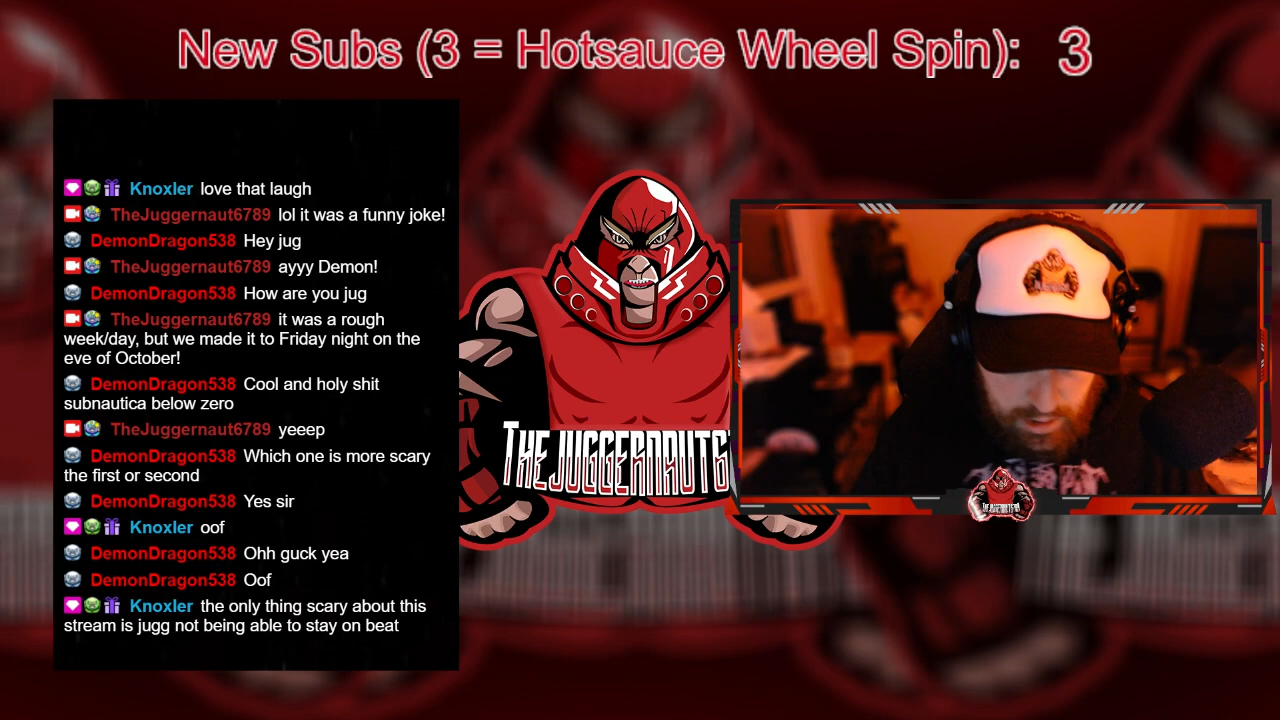 New Subs (3 = Hotsauce Wheel Spin): 3
Knoxler love that laugh
TheJuggernaut6789 lol it was a funny joke!
DemonDragon538 Hey jug
TheJuggernaut6789 ayyy Demon!
DemonDragon538 How are you jug
TheJuggernaut6789 it was a rough
week/day, but we made it to Friday night on the
eve of October!
DemonDragon538 Cool and holy shit
subnautica below zero
TheJuggernaut6789 yeeep
DemonDragon538 Which one is more scary
the first or second
DemonDragon538 Yes sir
Knoxler oof
DemonDragon538 Ohh guck yea
DemonDragon538 Oof
Knoxler the only thing scary about this
stream is jugg not being able to stay on beat
THEJUGGERNAUT6